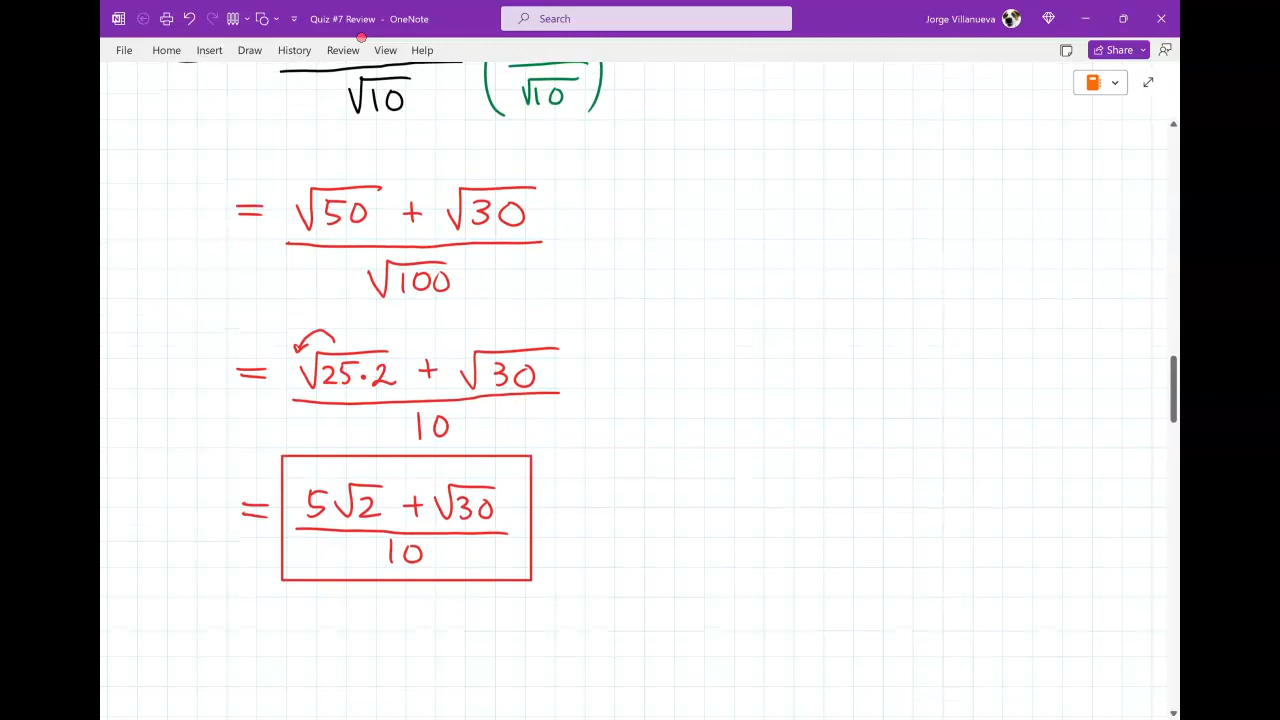 Quiz #7 Review - OneNote
Search
Jorge Villanueva
File Home Insert Draw History Review View Help
Share
√10 ( √10 )
= √50 + √30
√100
= √25·2 + √30
10
= 5√2 + √30
10